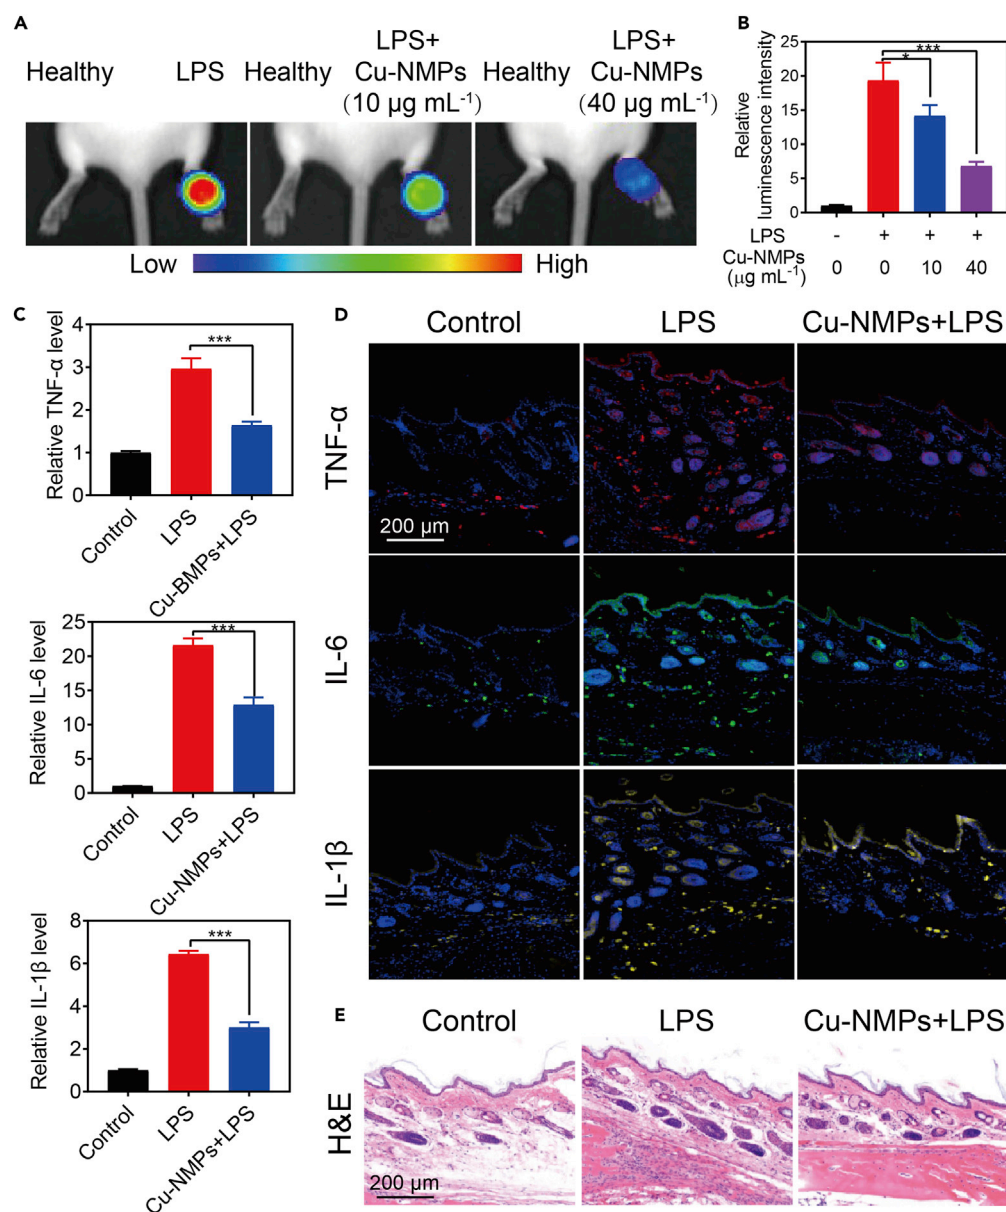 A
Healthy
LPS
Healthy
LPS+
Cu-NMPs
(10 μg mL⁻¹)
Healthy
LPS+
Cu-NMPs
(40 μg mL⁻¹)
Low
High
B
Relative
luminescence intensity
25
20
15
10
5
0
***
*
LPS - + + +
Cu-NMPs
(μg mL⁻¹)
0 0 10 40
C
Relative TNF-α level
4
3
2
1
0
***
Control
LPS
Cu-BMPs+LPS
Relative IL-6 level
25
20
15
10
5
0
***
Control
LPS
Cu-NMPs+LPS
Relative IL-1β level
8
6
4
2
0
***
Control
LPS
Cu-NMPs+LPS
D
Control
LPS
Cu-NMPs+LPS
TNF-α
200 μm
IL-6
IL-1β
E
Control
LPS
Cu-NMPs+LPS
H&E
200 μm